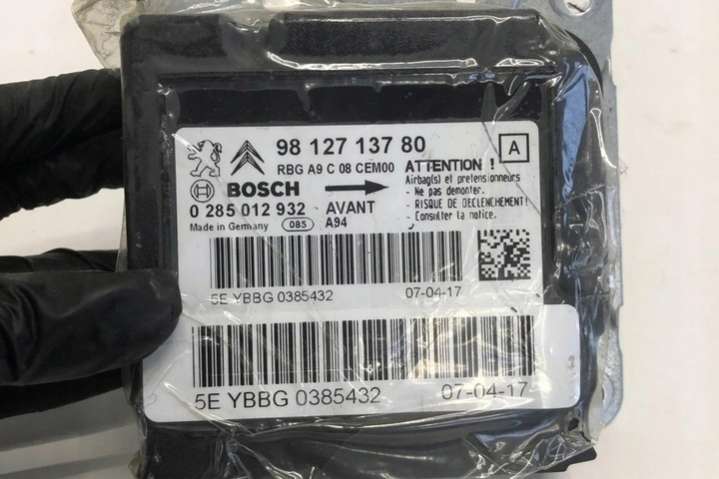 98 127 137 80
A
RBG A9 C 08 CEM00
BOSCH
0 285 012 932
Made in Germany
085
AVANT
A94
ATTENTION !
Airbag(s) et pretensionneurs
- Ne pas demonter.
- RISQUE DE DECLENCHEMENT!
- Consulter la notice.
5E YBBG 0385432 07-04-17
5E YBBG 0385432 07-04-17